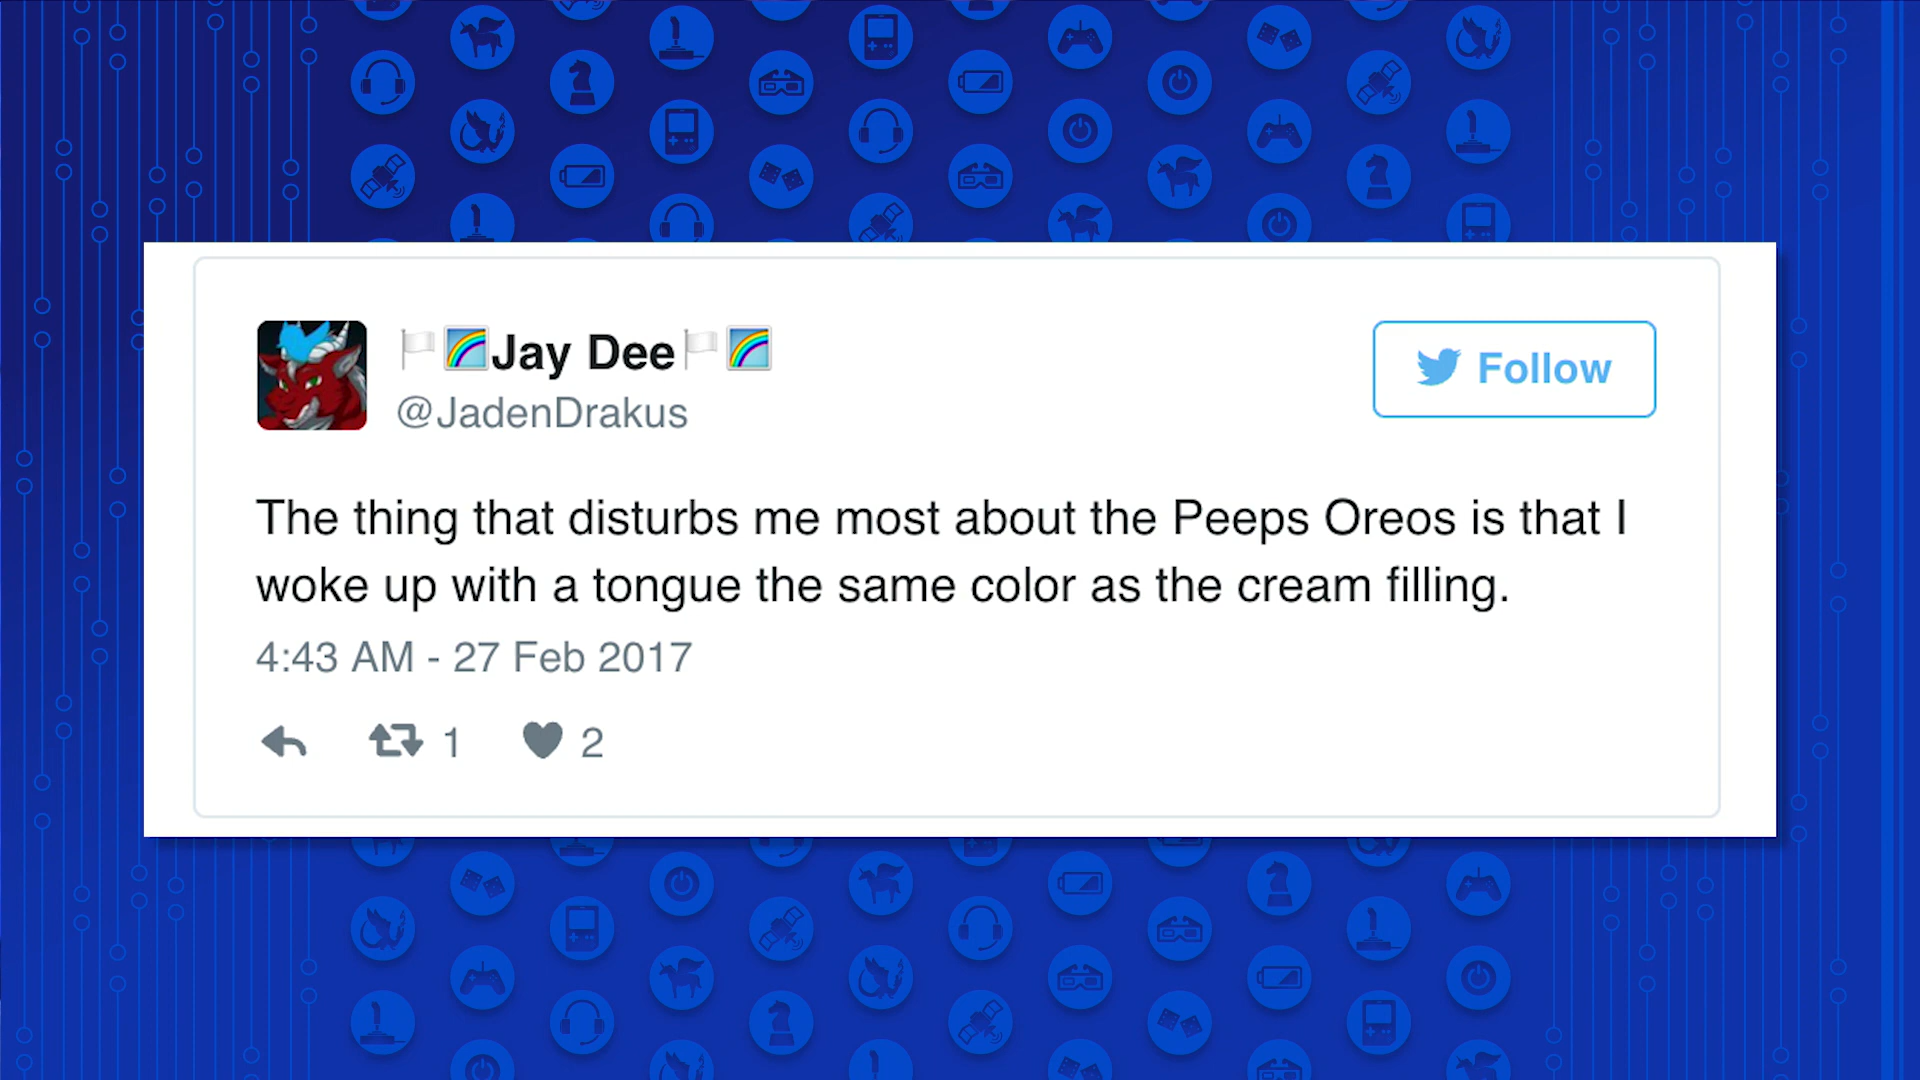 🏳️🌈Jay Dee🏳️🌈
@JadenDrakus
Follow
The thing that disturbs me most about the Peeps Oreos is that I
woke up with a tongue the same color as the cream filling.
4:43 AM - 27 Feb 2017
1 2